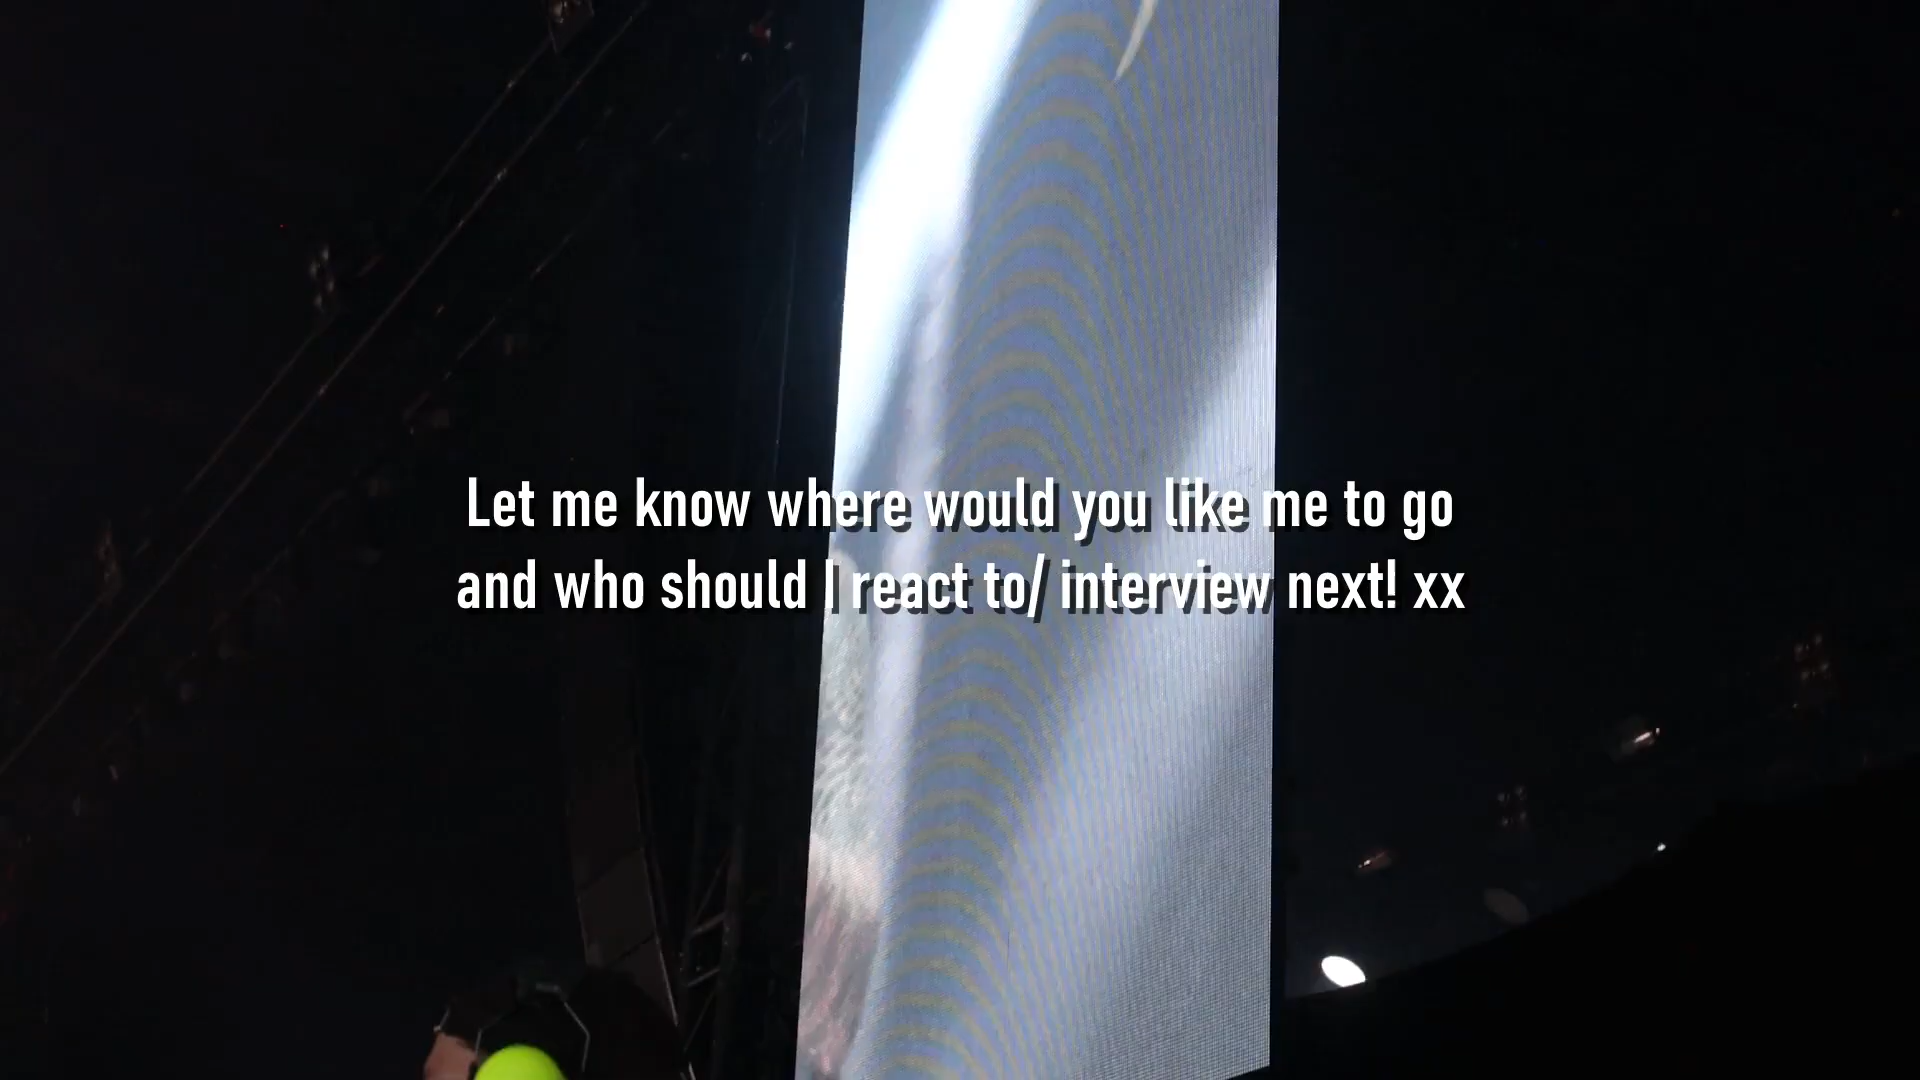 Let me know where would you like me to go
and who should I react to/ interview next! xx